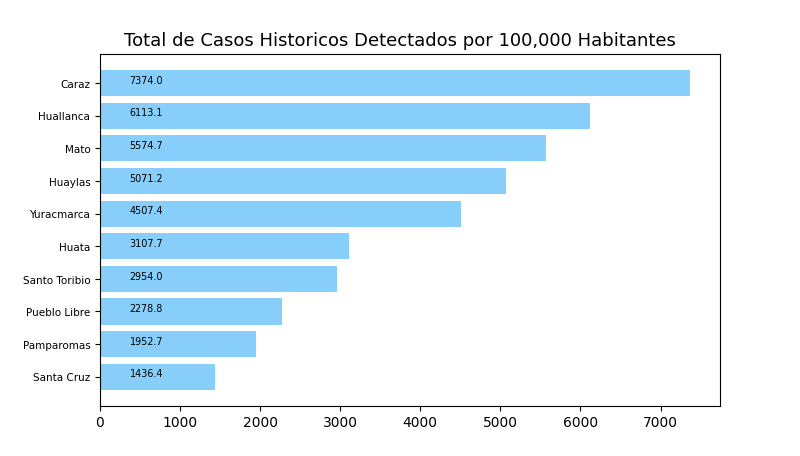 Total de Casos Historicos Detectados por 100,000 Habitantes
Caraz 7374.0
Huallanca 6113.1
Mato 5574.7
Huaylas 5071.2
Yuracmarca 4507.4
Huata 3107.7
Santo Toribio 2954.0
Pueblo Libre 2278.8
Pamparomas 1952.7
Santa Cruz 1436.4
0 1000 2000 3000 4000 5000 6000 7000